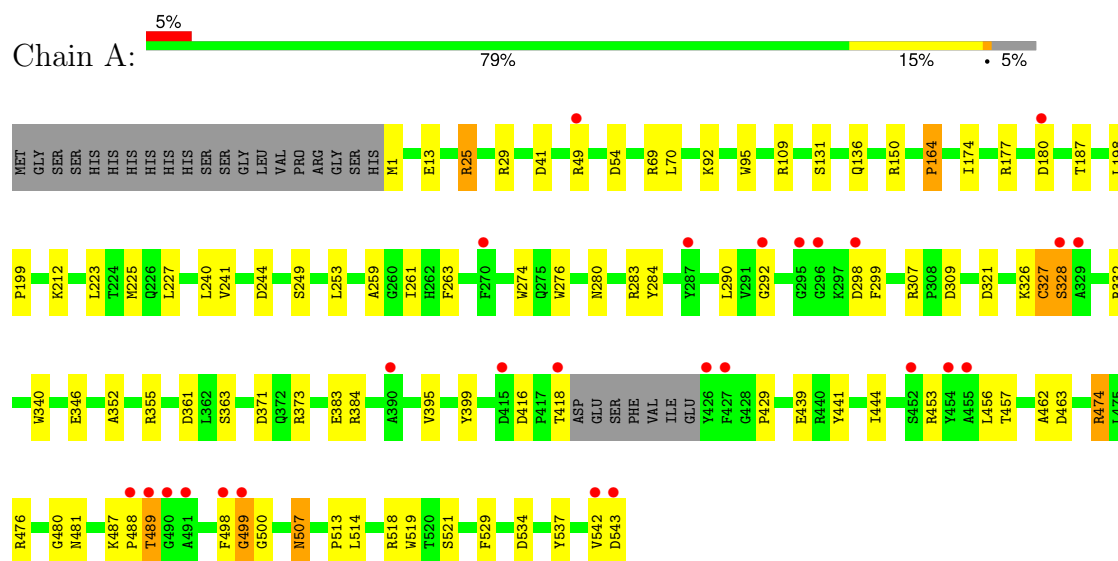 5%
Chain A:
79% 15% • 5%
MET GLY SER SER HIS HIS HIS HIS HIS HIS SER SER GLY LEU VAL PRO ARG GLY SER HIS M1 E13 R25 R29 D41 R49 D54 R69 L70 K92 W95 R109 S131 Q136 R150 P164 I174 R177 D180 T187 L198
P199 K212 L223 T224 M225 Q226 L227 L240 V241 D244 S249 L253 A259 G260 I261 H262 F263 F270 W274 Q275 W276 N280 R283 Y284 Y287 L290 V291 G292 G295 G296 K297 D298 F299 R307 P308 D309 D321 K326 C327 S328 A329
W340 E346 A352 R355 D361 L362 S363 D371 Q372 R373 E383 R384 A390 V395 Y399 D415 D416 P417 T418 ASP GLU SER PHE VAL ILE GLU Y426 F427 G428 P429 E439 R440 Y441 I444 S452 R453 Y454 A455 L456 T457 A462 D463 R474 L475
R476 G480 N481 K487 P488 T489 G490 A491 F498 G499 G500 N507 P513 L514 R518 W519 T520 S521 F529 D534 Y537 V542 D543